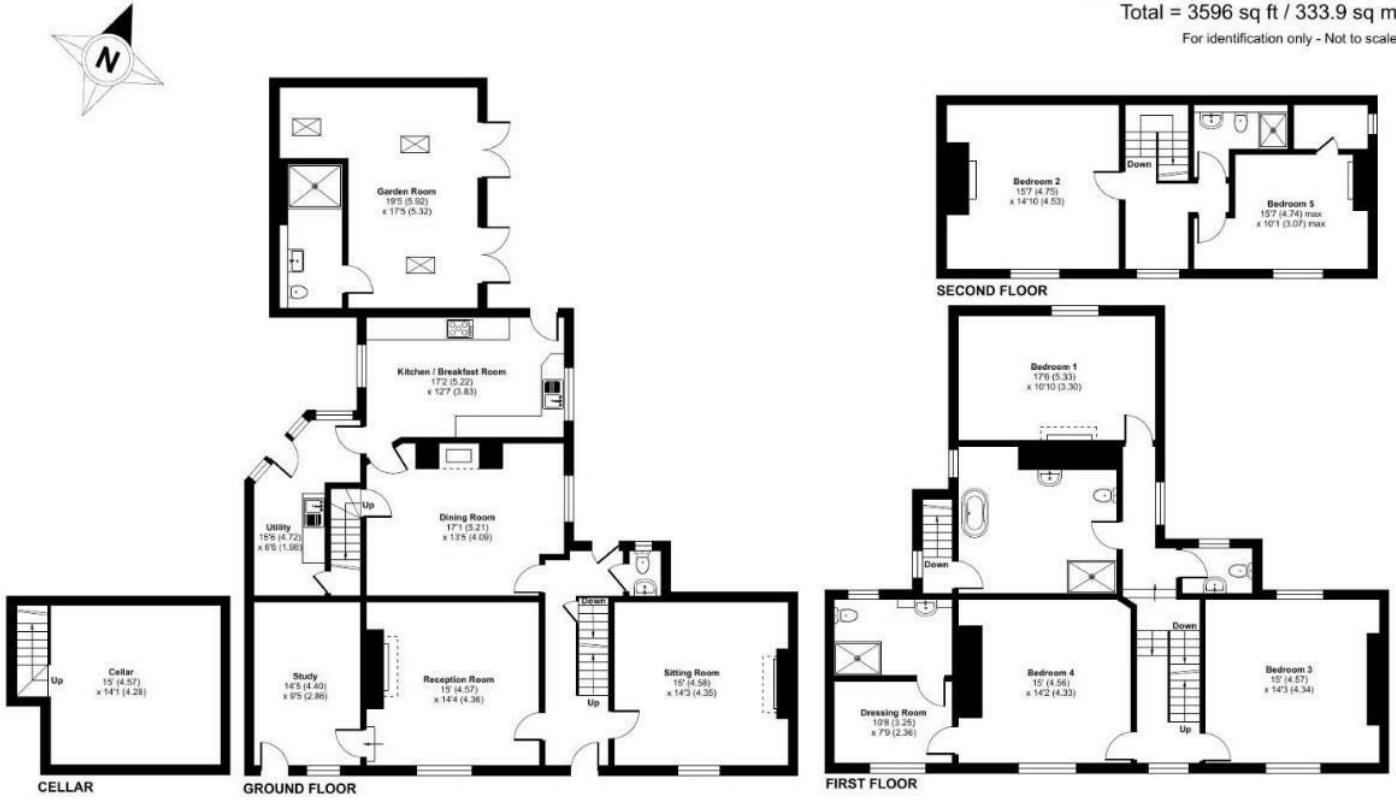 Total = 3596 sq ft / 333.9 sq m
For identification only - Not to scale
N
Garden Room
19'5 (5.92)
x 17'5 (5.32)
Kitchen / Breakfast Room
17'2 (5.22)
x 12'7 (3.83)
Up
Dining Room
17'1 (5.21)
x 13'5 (4.09)
Utility
15'6 (4.72)
x 6'6 (1.98)
Down
Up
Study
14'5 (4.40)
x 9'5 (2.86)
Reception Room
15' (4.57)
x 14'4 (4.36)
Sitting Room
15' (4.58)
x 14'3 (4.35)
GROUND FLOOR
Cellar
15' (4.57)
x 14'1 (4.28)
Up
CELLAR
Bedroom 2
15'7 (4.75)
x 14'10 (4.53)
Down
Bedroom 5
15'7 (4.74) max
x 10'1 (3.07) max
SECOND FLOOR
Bedroom 1
17'6 (5.33)
x 10'10 (3.30)
Down
Down
Up
Dressing Room
10'8 (3.25)
x 7'9 (2.36)
Bedroom 4
15' (4.56)
x 14'2 (4.33)
Bedroom 3
15' (4.57)
x 14'3 (4.34)
FIRST FLOOR